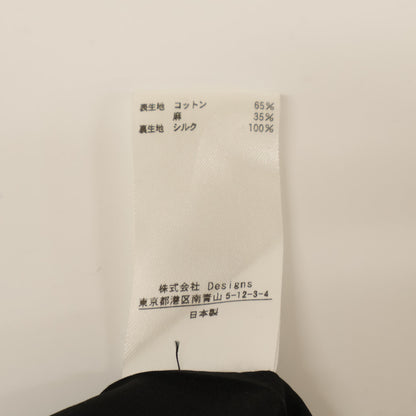 表生地 コットン 65%
麻 35%
裏生地 シルク 100%
株式会社 Designs
東京都港区南青山 5-12-3-4
日本製